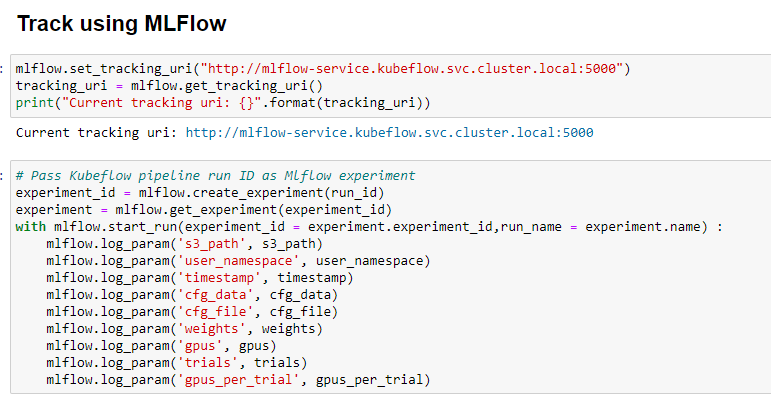 Track using MLFlow
: mlflow.set_tracking_uri("http://mlflow-service.kubeflow.svc.cluster.local:5000")
tracking_uri = mlflow.get_tracking_uri()
print("Current tracking uri: {}".format(tracking_uri))
Current tracking uri: http://mlflow-service.kubeflow.svc.cluster.local:5000
: # Pass Kubeflow pipeline run ID as Mlflow experiment
experiment_id = mlflow.create_experiment(run_id)
experiment = mlflow.get_experiment(experiment_id)
with mlflow.start_run(experiment_id = experiment.experiment_id,run_name = experiment.name) :
    mlflow.log_param('s3_path', s3_path)
    mlflow.log_param('user_namespace', user_namespace)
    mlflow.log_param('timestamp', timestamp)
    mlflow.log_param('cfg_data', cfg_data)
    mlflow.log_param('cfg_file', cfg_file)
    mlflow.log_param('weights', weights)
    mlflow.log_param('gpus', gpus)
    mlflow.log_param('trials', trials)
    mlflow.log_param('gpus_per_trial', gpus_per_trial)